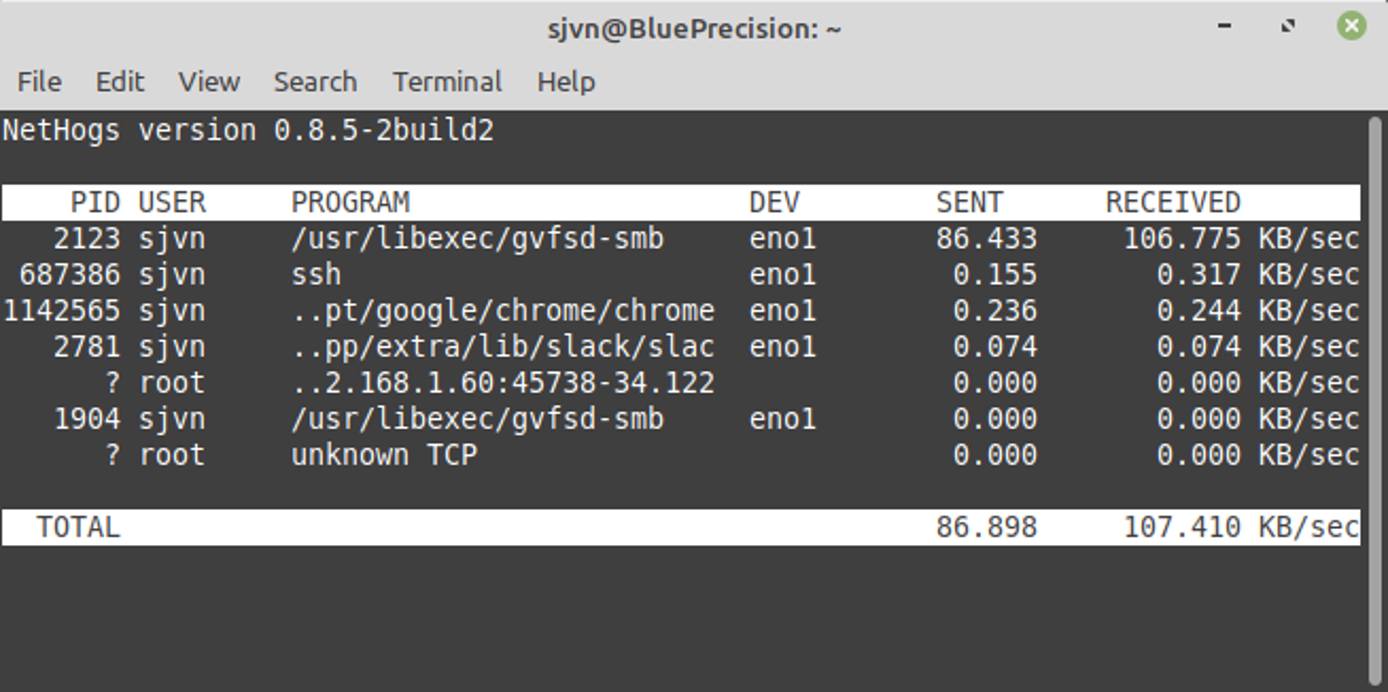 sjvn@BluePrecision: ~
File Edit View Search Terminal Help
NetHogs version 0.8.5-2build2
PID USER PROGRAM DEV SENT RECEIVED
2123 sjvn /usr/libexec/gvfsd-smb eno1 86.433 106.775 KB/sec
687386 sjvn ssh eno1 0.155 0.317 KB/sec
1142565 sjvn ..pt/google/chrome/chrome eno1 0.236 0.244 KB/sec
2781 sjvn ..pp/extra/lib/slack/slac eno1 0.074 0.074 KB/sec
? root ..2.168.1.60:45738-34.122 0.000 0.000 KB/sec
1904 sjvn /usr/libexec/gvfsd-smb eno1 0.000 0.000 KB/sec
? root unknown TCP 0.000 0.000 KB/sec
TOTAL 86.898 107.410 KB/sec